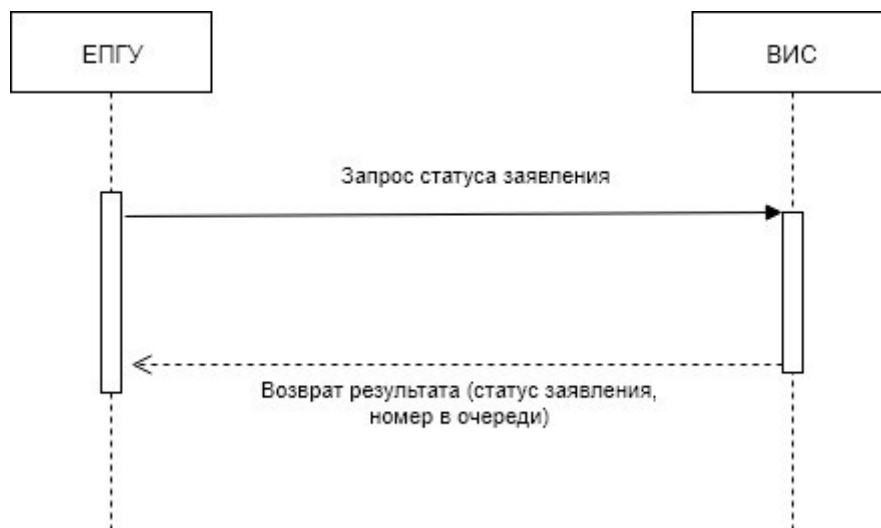 ЕПГУ
ВИС
Запрос статуса заявления
Возврат результата (статус заявления,
номер в очереди)